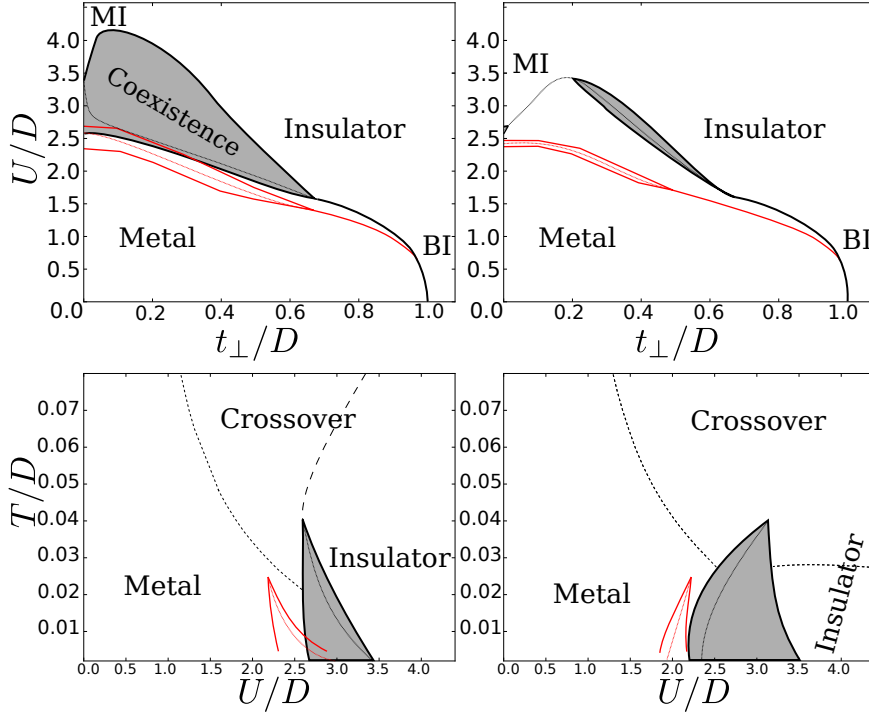 MI
Coexistence
Insulator
Metal
BI
U/D
4.0
3.5
3.0
2.5
2.0
1.5
1.0
0.5
0.0
0.2
0.4
0.6
0.8
1.0
t⊥/D
MI
Insulator
Metal
BI
4.0
3.5
3.0
2.5
2.0
1.5
1.0
0.5
0.0
0.2
0.4
0.6
0.8
1.0
t⊥/D
Crossover
Insulator
Metal
T/D
0.07
0.06
0.05
0.04
0.03
0.02
0.01
0.0 0.5 1.0 1.5 2.0 2.5 3.0 3.5 4.0
U/D
Crossover
Metal
Insulator
0.07
0.06
0.05
0.04
0.03
0.02
0.01
0.0 0.5 1.0 1.5 2.0 2.5 3.0 3.5 4.0
U/D